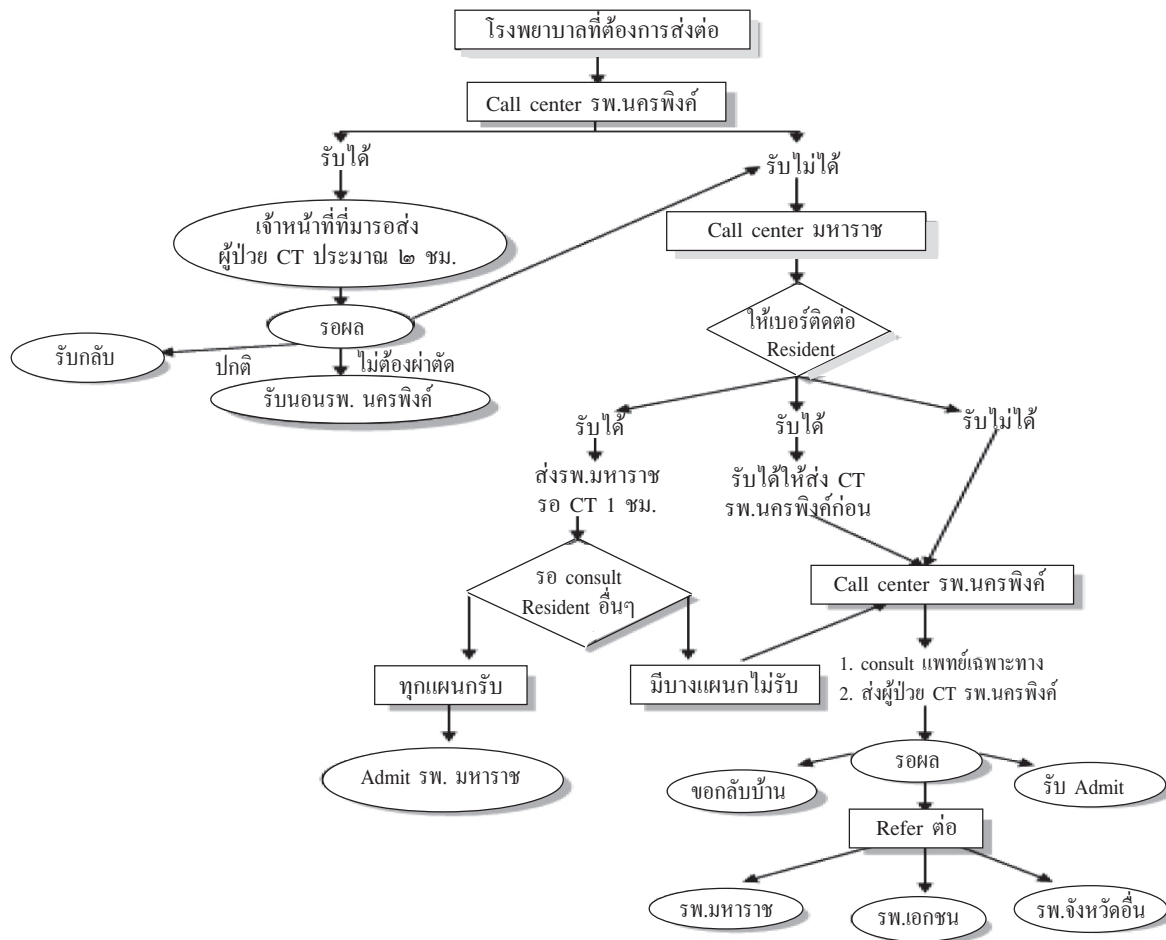 โรงพยาบาลที่ต้องการส่งต่อ
Call center รพ.นครพิงค์
รับได้
รับไม่ได้
เจ้าหน้าที่ที่มารอส่ง
ผู้ป่วย CT ประมาณ ๒ ชม.
Call center มหาราช
รอผล
ให้เบอร์ติดต่อ
Resident
รับกลับ
ปกติ
ไม่ต้องผ่าตัด
รับนอนรพ. นครพิงค์
รับได้
รับได้
รับไม่ได้
ส่งรพ.มหาราช
รอ CT 1 ชม.
รับได้ให้ส่ง CT
รพ.นครพิงค์ก่อน
รอ consult
Resident อื่นๆ
Call center รพ.นครพิงค์
ทุกแผนกรับ
มีบางแผนกไม่รับ
1. consult แพทย์เฉพาะทาง
2. ส่งผู้ป่วย CT รพ.นครพิงค์
Admit รพ. มหาราช
รอผล
ขอกลับบ้าน
รับ Admit
Refer ต่อ
รพ.มหาราช
รพ.เอกชน
รพ.จังหวัดอื่น